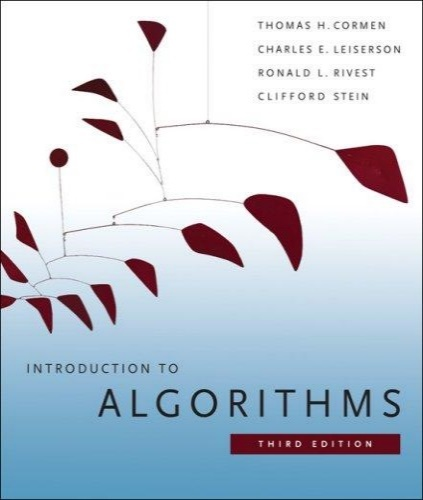 THOMAS H. CORMEN
CHARLES E. LEISERSON
RONALD L. RIVEST
CLIFFORD STEIN
INTRODUCTION TO
ALGORITHMS
THIRD EDITION